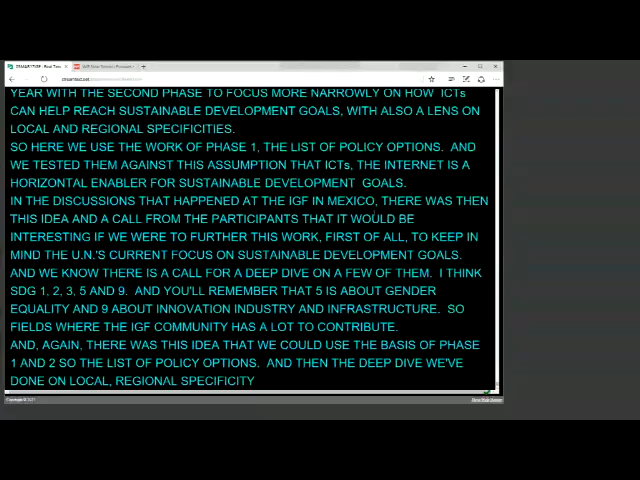 YEAR WITH THE SECOND PHASE TO FOCUS MORE NARROWLY ON HOW ICTs
CAN HELP REACH SUSTAINABLE DEVELOPMENT GOALS, WITH ALSO A LENS ON
LOCAL AND REGIONAL SPECIFICITIES.
SO HERE WE USE THE WORK OF PHASE 1, THE LIST OF POLICY OPTIONS. AND
WE TESTED THEM AGAINST THIS ASSUMPTION THAT ICTs, THE INTERNET IS A
HORIZONTAL ENABLER FOR SUSTAINABLE DEVELOPMENT GOALS.
IN THE DISCUSSIONS THAT HAPPENED AT THE IGF IN MEXICO, THERE WAS THEN
THIS IDEA AND A CALL FROM THE PARTICIPANTS THAT IT WOULD BE
INTERESTING IF WE WERE TO FURTHER THIS WORK, FIRST OF ALL, TO KEEP IN
MIND THE U.N.'S CURRENT FOCUS ON SUSTAINABLE DEVELOPMENT GOALS.
AND WE KNOW THERE IS A CALL FOR A DEEP DIVE ON A FEW OF THEM. I THINK
SDG 1, 2, 3, 5 AND 9. AND YOU'LL REMEMBER THAT 5 IS ABOUT GENDER
EQUALITY AND 9 ABOUT INNOVATION INDUSTRY AND INFRASTRUCTURE. SO
FIELDS WHERE THE IGF COMMUNITY HAS A LOT TO CONTRIBUTE.
AND, AGAIN, THERE WAS THIS IDEA THAT WE COULD USE THE BASIS OF PHASE
1 AND 2 SO THE LIST OF POLICY OPTIONS. AND THEN THE DEEP DIVE WE'VE
DONE ON LOCAL, REGIONAL SPECIFICITY